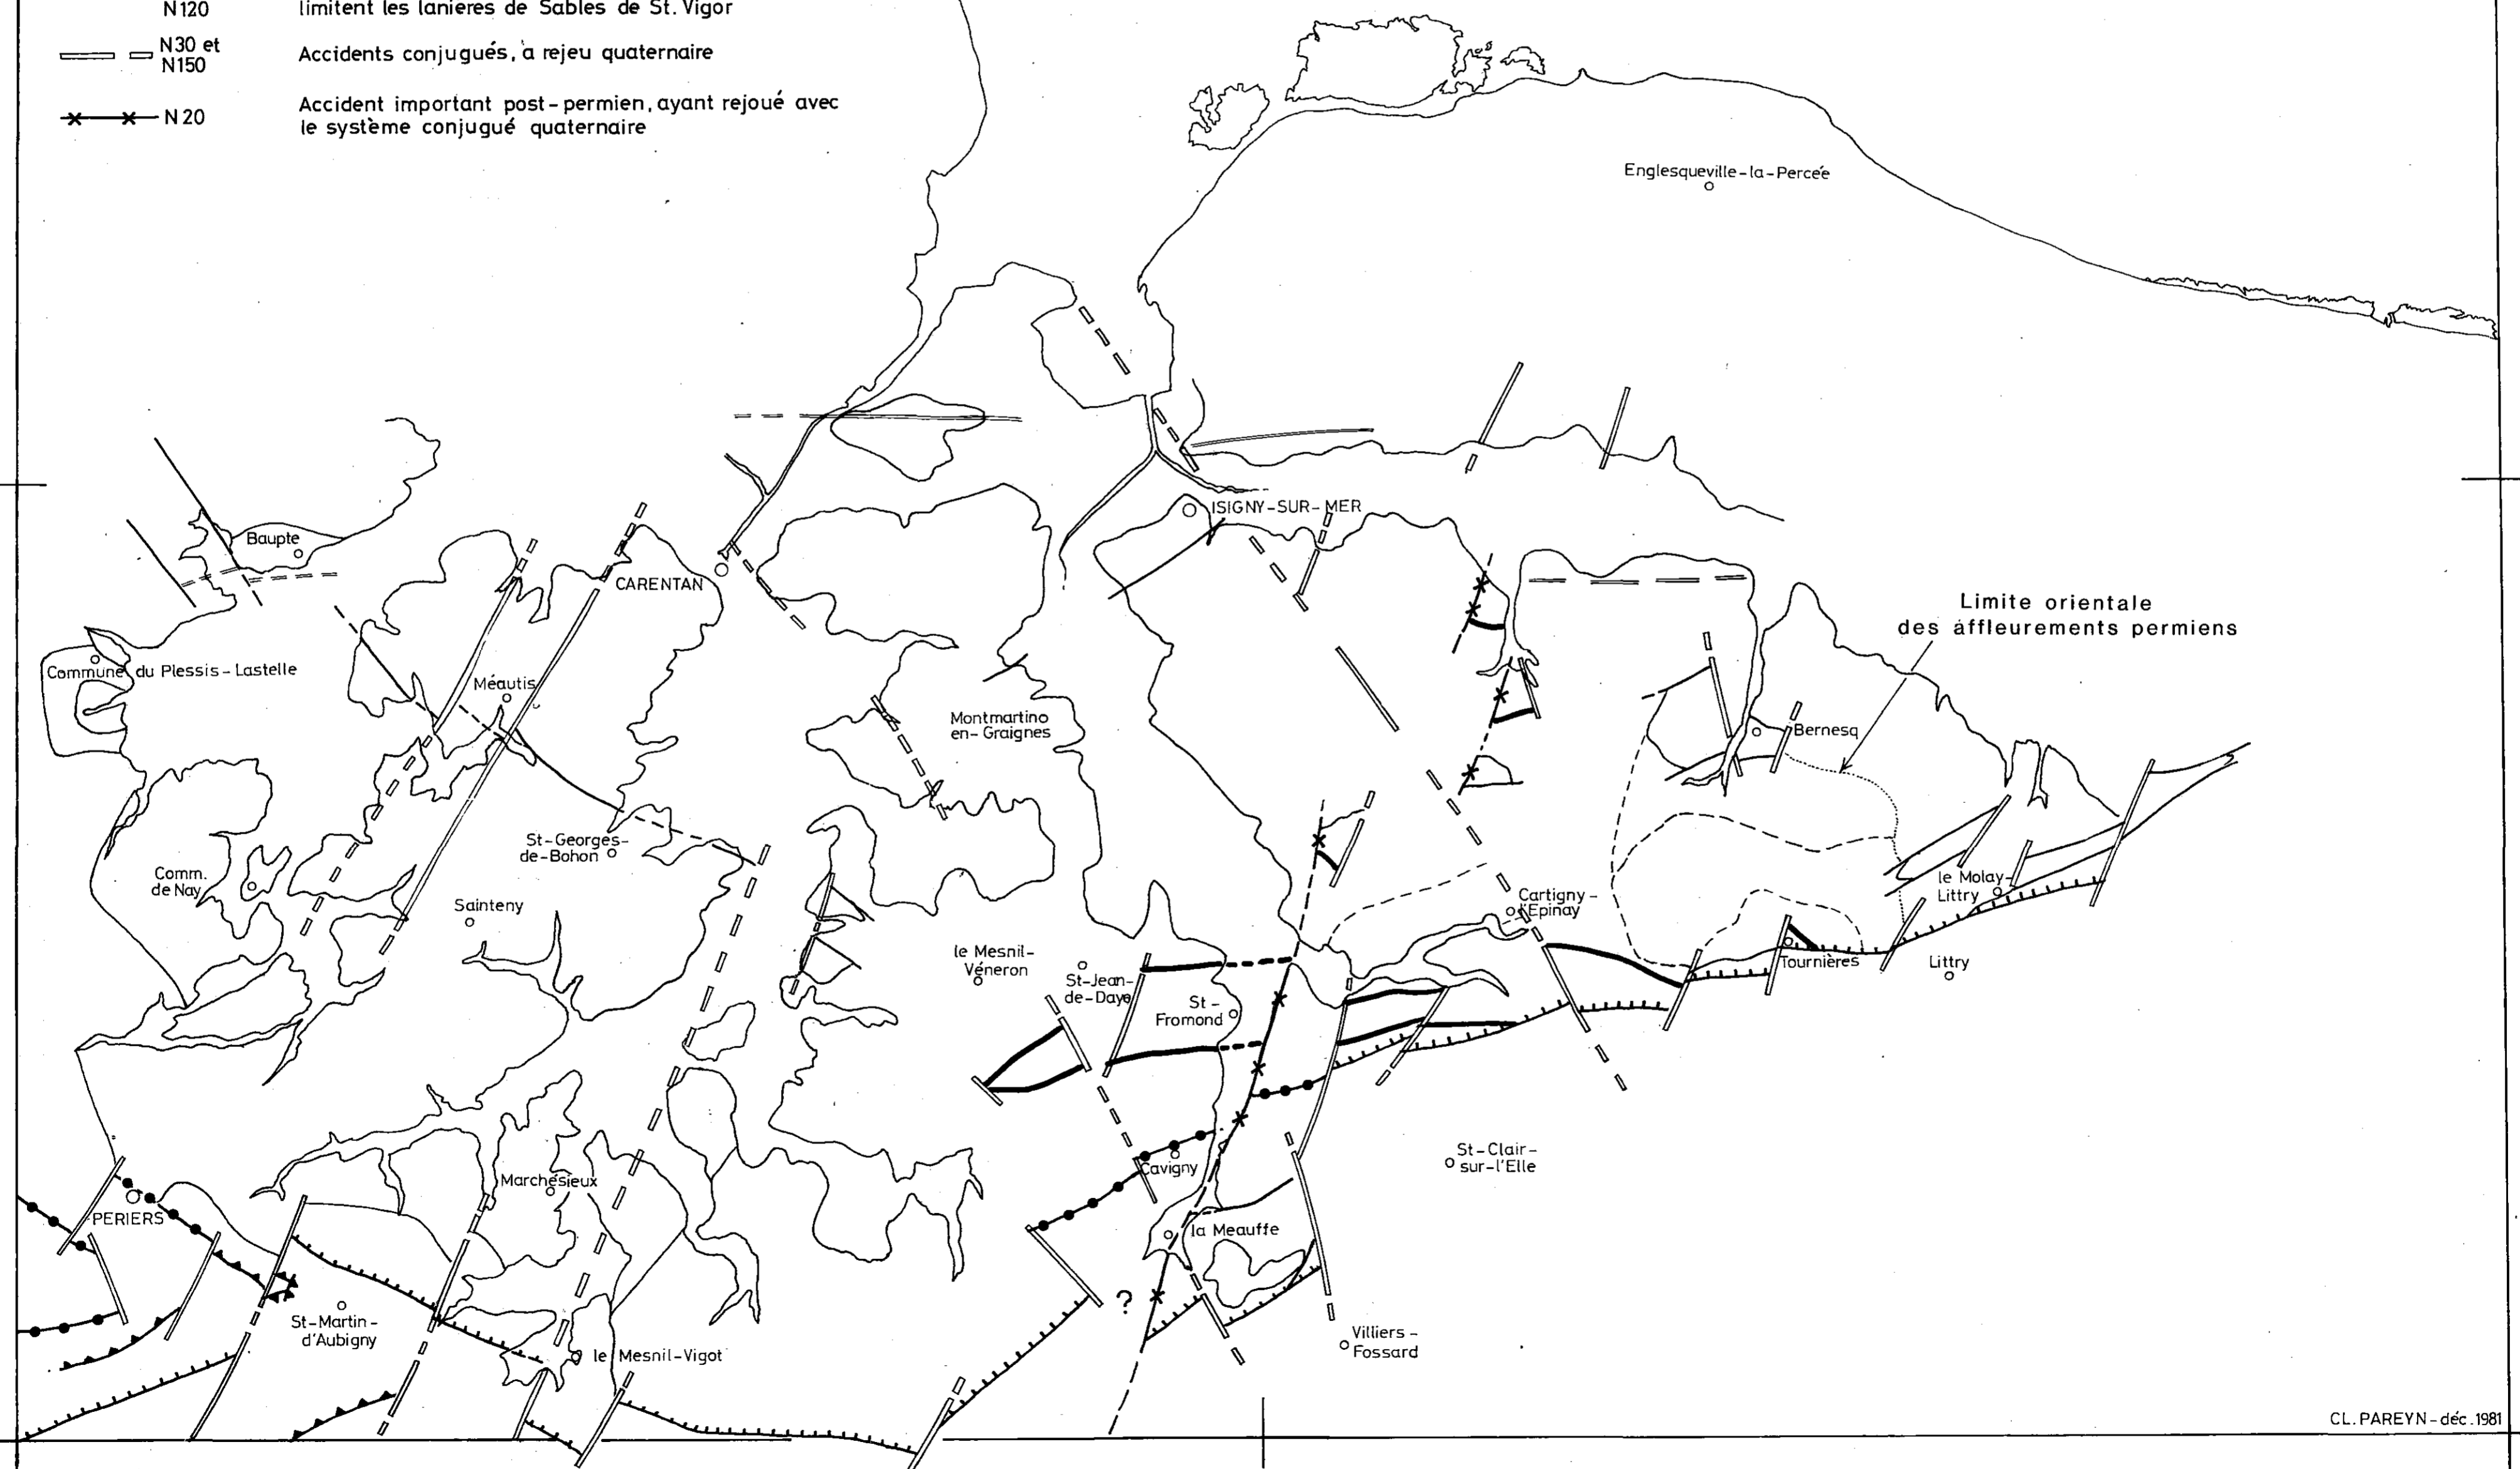 N120
limitent les lanieres de Sables de St. Vigor
N30 et
N150
Accidents conjugués, à rejeu quaternaire
N 20
Accident important post-permien, ayant rejoué avec
le système conjugué quaternaire
Englesqueville-la-Percée
ISIGNY-SUR-MER
Baupte
CARENTAN
Limite orientale
des affleurements permiens
Commune du Plessis-Lastelle
Méautis
Montmartin
en-Graignes
Bernesq
St-Georges-
de-Bohon
Comm.
de Nay
Sainteny
le Molay-
Littry
Cartigny-
l'Epinay
le Mesnil-
Véneron
St-Jean-
de-Daye
St-
Fromond
Tournières
Littry
Cavigny
St-Clair-
sur-l'Elle
Marchésieux
PERIERS
la Meauffe
?
St-Martin-
d'Aubigny
le Mesnil-Vigot
Villiers-
Fossard
CL. PAREYN-déc.1981